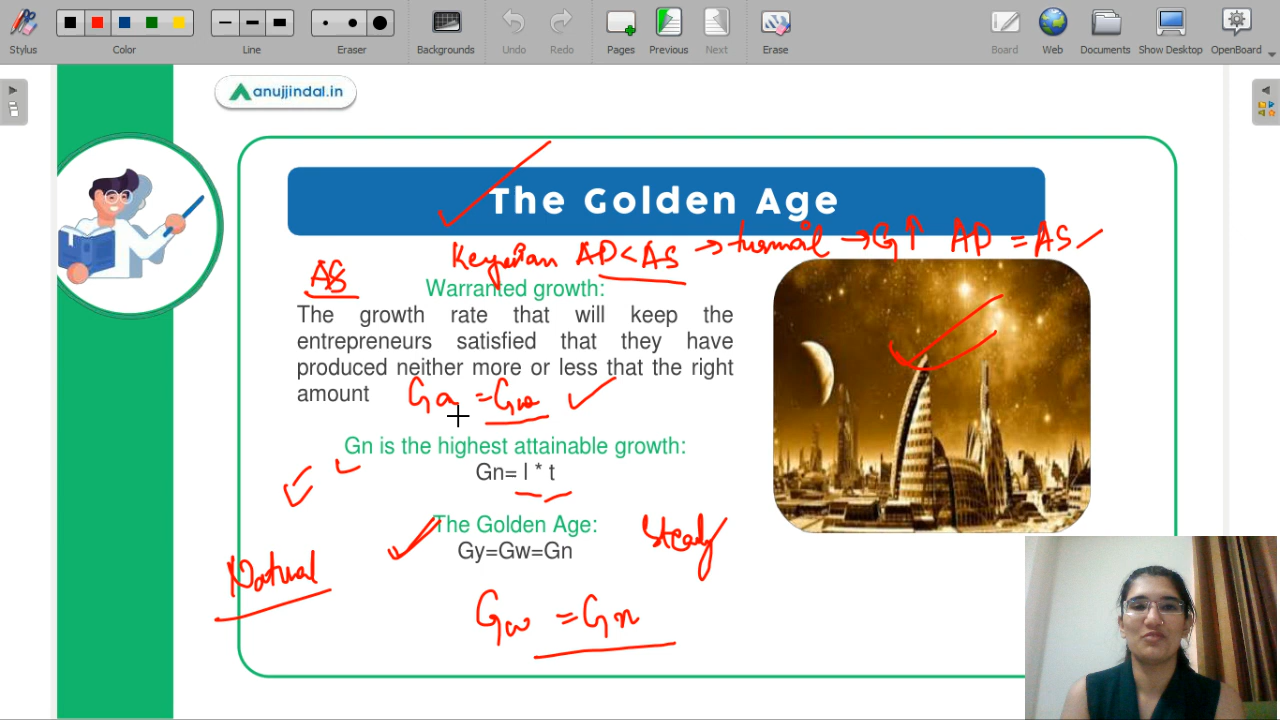 Stylus
Color
Line
Eraser
Backgrounds
Undo
Redo
Pages
Previous
Next
Erase
Board
Web
Documents
Show Desktop
OpenBoard
anujjindal.in
The Golden Age
AD<AS → → G↑ AD = AS
AS
Warranted growth:
The growth rate that will keep the
entrepreneurs satisfied that they have
produced neither more or less that the right
amount
Ga = Gw
Gn is the highest attainable growth:
Gn= l * t
The Golden Age:
Steady
Gy=Gw=Gn
Natural
Gw = Gn